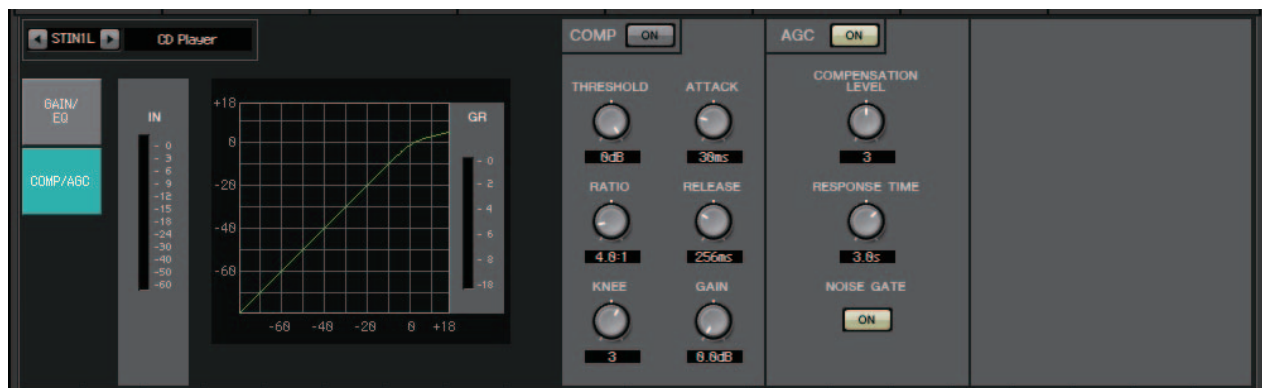 STIN1L CD Player
GAIN/
EQ
COMP/AGC
IN
- 0
- 3
- 6
- 9
-12
-15
-18
-24
-30
-40
-50
-60
+18
0
-20
-40
-60
-60 -40 -20 0 +18
GR
- 0
- 2
- 4
- 6
- 8
-10
COMP ON
THRESHOLD ATTACK
0dB 30ms
RATIO RELEASE
4.0:1 256ms
KNEE GAIN
3 0.0dB
AGC ON
COMPENSATION
LEVEL
3
RESPONSE TIME
3.0s
NOISE GATE
ON